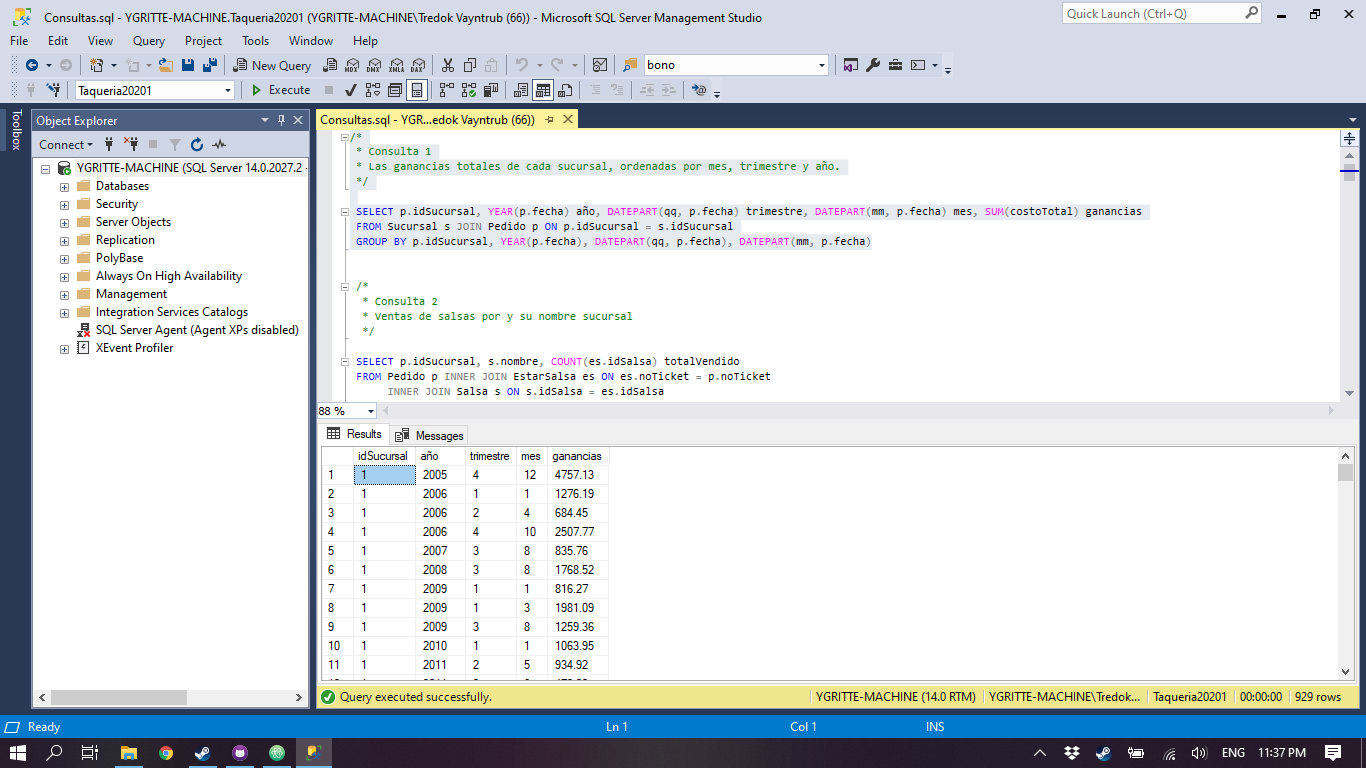 Consultas.sql - YGRITTE-MACHINE.Taqueria20201 (YGRITTE-MACHINE\Tredok Vayntrub (66)) - Microsoft SQL Server Management Studio
Quick Launch (Ctrl+Q)
File Edit View Query Project Tools Window Help
New Query MDX DMX XMLA DAX bono
Taqueria20201 Execute
Toolbox
Object Explorer
Connect
YGRITTE-MACHINE (SQL Server 14.0.2027.2 -
Databases
Security
Server Objects
Replication
PolyBase
Always On High Availability
Management
Integration Services Catalogs
SQL Server Agent (Agent XPs disabled)
XEvent Profiler
Consultas.sql - YGR...edok Vayntrub (66))
/*
* Consulta 1
* Las ganancias totales de cada sucursal, ordenadas por mes, trimestre y año.
*/
SELECT p.idSucursal, YEAR(p.fecha) año, DATEPART(qq, p.fecha) trimestre, DATEPART(mm, p.fecha) mes, SUM(costoTotal) ganancias
FROM Sucursal s JOIN Pedido p ON p.idSucursal = s.idSucursal
GROUP BY p.idSucursal, YEAR(p.fecha), DATEPART(qq, p.fecha), DATEPART(mm, p.fecha)
/*
* Consulta 2
* Ventas de salsas por y su nombre sucursal
*/
SELECT p.idSucursal, s.nombre, COUNT(es.idSalsa) totalVendido
FROM Pedido p INNER JOIN EstarSalsa es ON es.noTicket = p.noTicket
INNER JOIN Salsa s ON s.idSalsa = es.idSalsa
88 %
Results Messages
idSucursal año trimestre mes ganancias
1 1 2005 4 12 4757.13
2 1 2006 1 1 1276.19
3 1 2006 2 4 684.45
4 1 2006 4 10 2507.77
5 1 2007 3 8 835.76
6 1 2008 3 8 1768.52
7 1 2009 1 1 816.27
8 1 2009 1 3 1981.09
9 1 2009 3 8 1259.36
10 1 2010 1 1 1063.95
11 1 2011 2 5 934.92
Query executed successfully. YGRITTE-MACHINE (14.0 RTM) YGRITTE-MACHINE\Tredok... Taqueria20201 00:00:00 929 rows
Ready Ln 1 Col 1 INS
ENG 11:37 PM